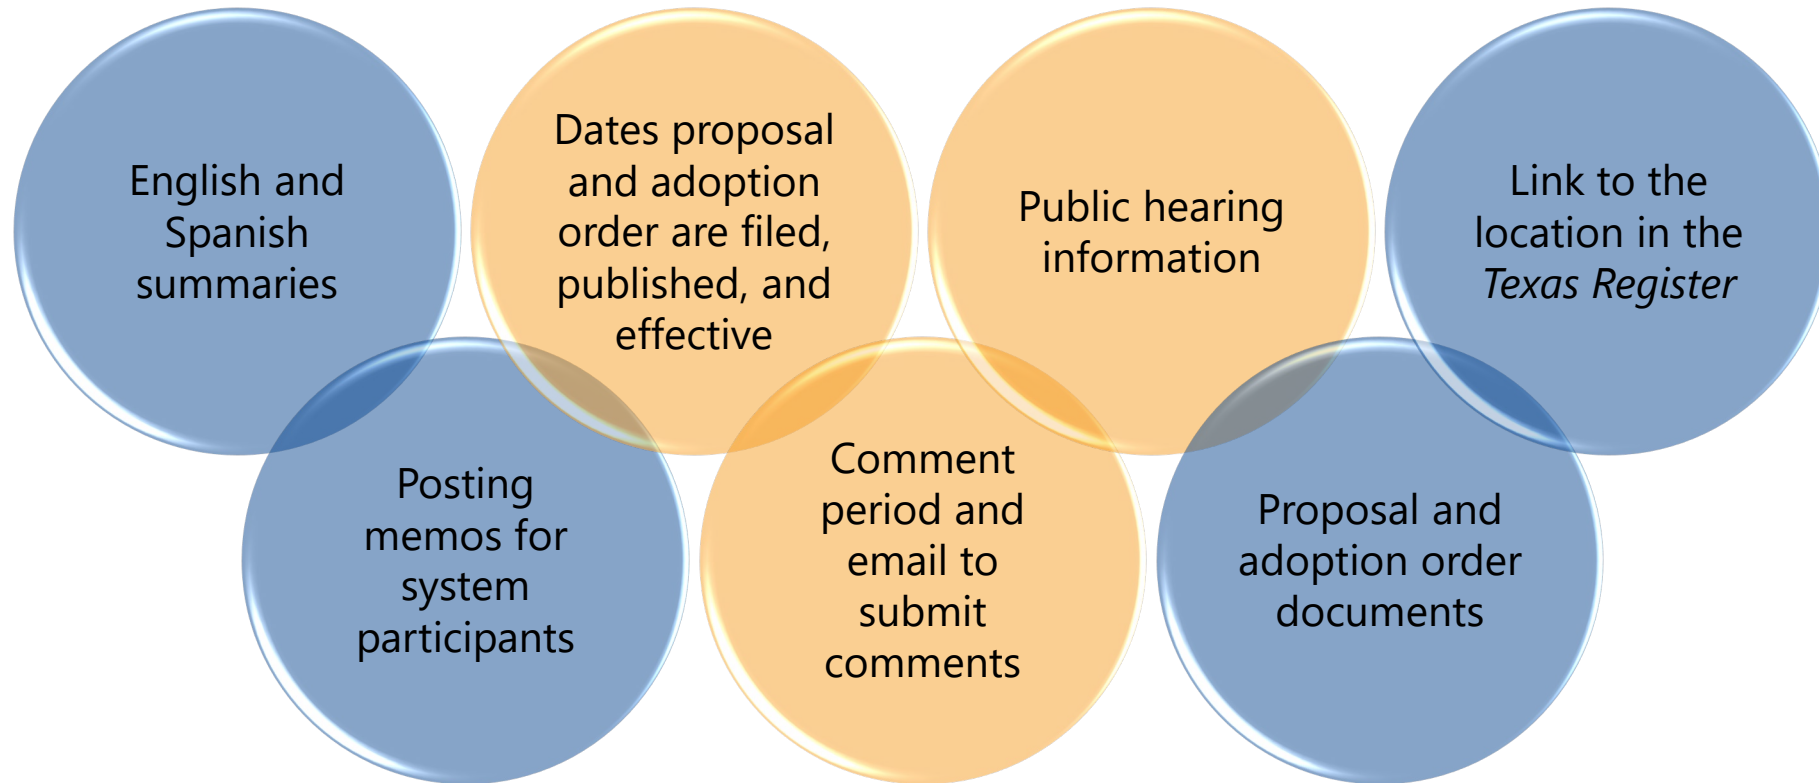 English and
Spanish
summaries
Posting
memos for
system
participants
Dates proposal
and adoption
order are filed,
published, and
effective
Comment
period and
email to
submit
comments
Public hearing
information
Proposal and
adoption order
documents
Link to the
location in the
Texas Register